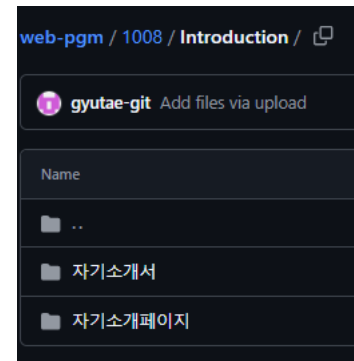 web-pgm / 1008 / Introduction /
gyutae-git Add files via upload
Name
..
자기소개서
자기소개페이지